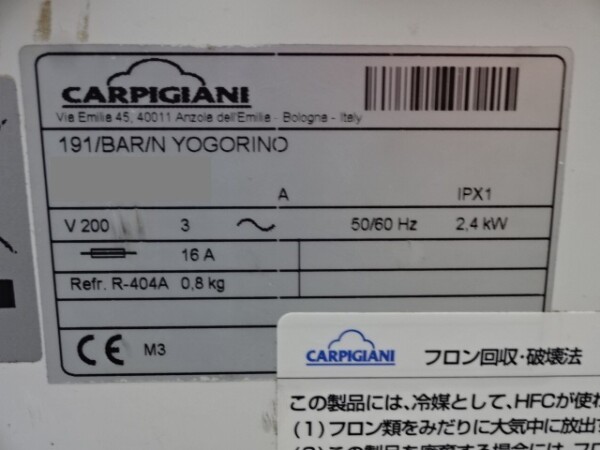 CARPIGIANI
Via Emilia 45, 40011 Anzola dell'Emilia - Bologna - Italy
191/BAR/N YOGORINO
A IPX1
V 200 3 50/60 Hz 2,4 kW
16 A
Refr. R-404A 0,8 kg
CE M3
CARPIGIANI フロン回収・破壊法
この製品には、冷媒として、HFCが使わ
(1)フロン類をみだりに大気中に放出